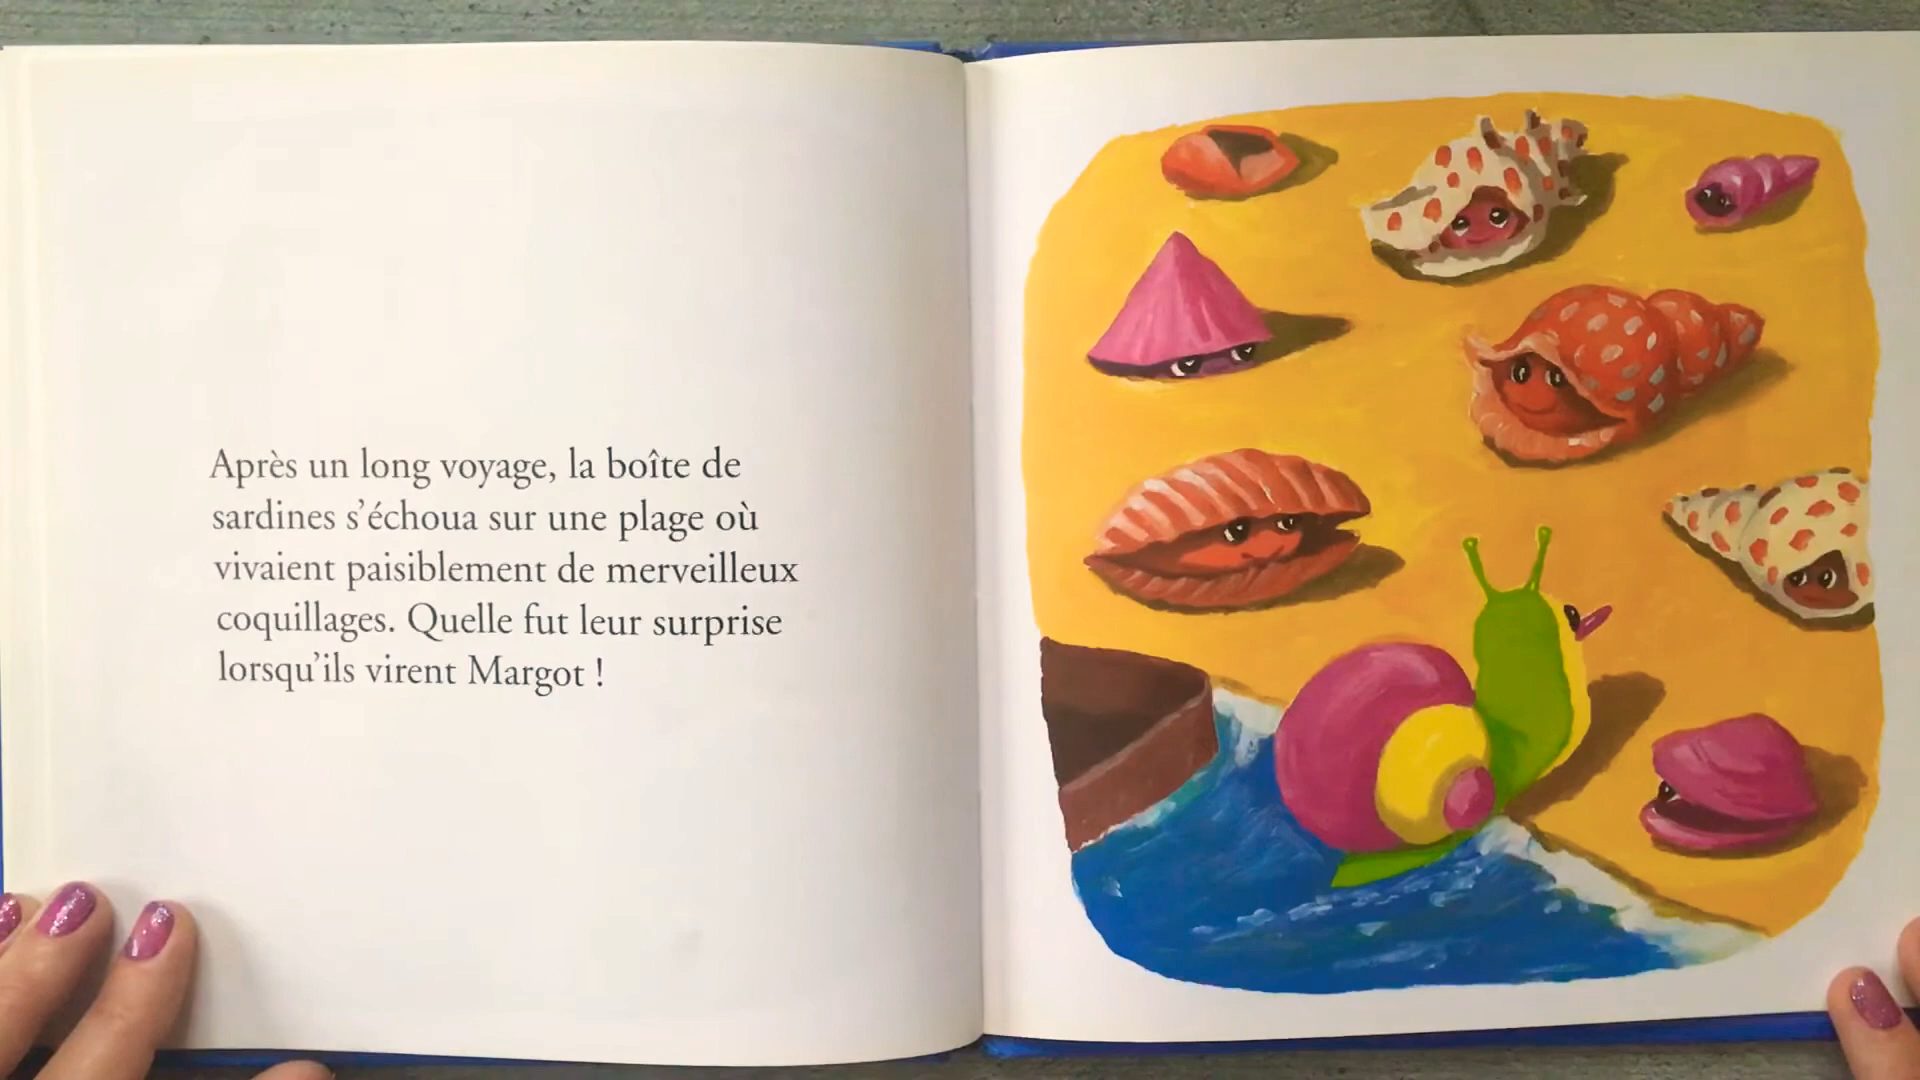 Après un long voyage, la boîte de
sardines s’échoua sur une plage où
vivaient paisiblement de merveilleux
coquillages. Quelle fut leur surprise
lorsqu’ils virent Margot !